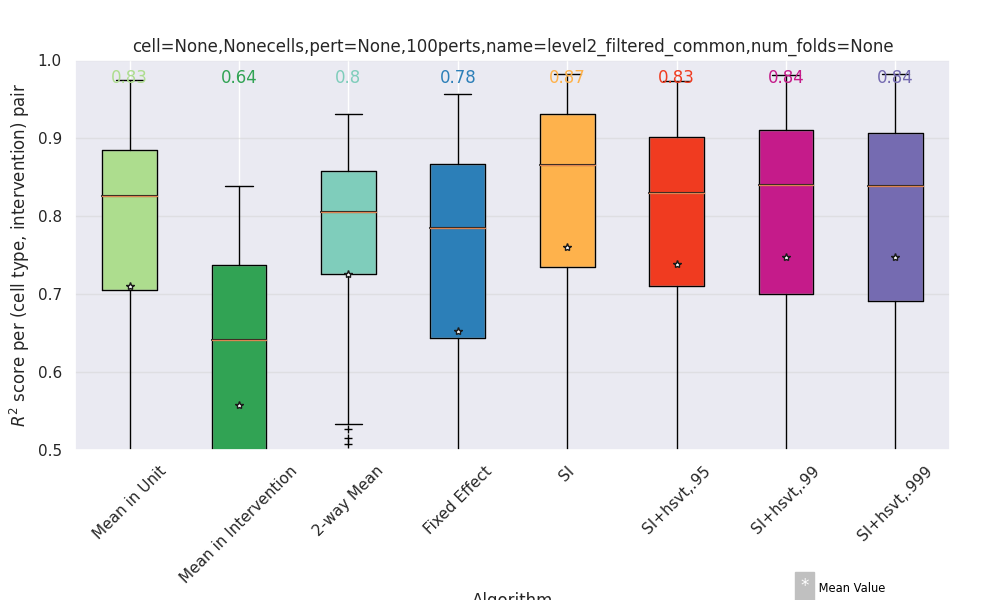 cell=None,Nonecells,pert=None,100perts,name=level2_filtered_common,num_folds=None
0.83 0.64 0.8 0.78 0.87 0.83 0.84 0.84
R² score per (cell type, intervention) pair
1.0
0.9
0.8
0.7
0.6
0.5
Mean in Unit
Mean in Intervention
2-way Mean
Fixed Effect
SI
SI+hsvt,.95
SI+hsvt,.99
SI+hsvt,.999
Algorithm
* Mean Value